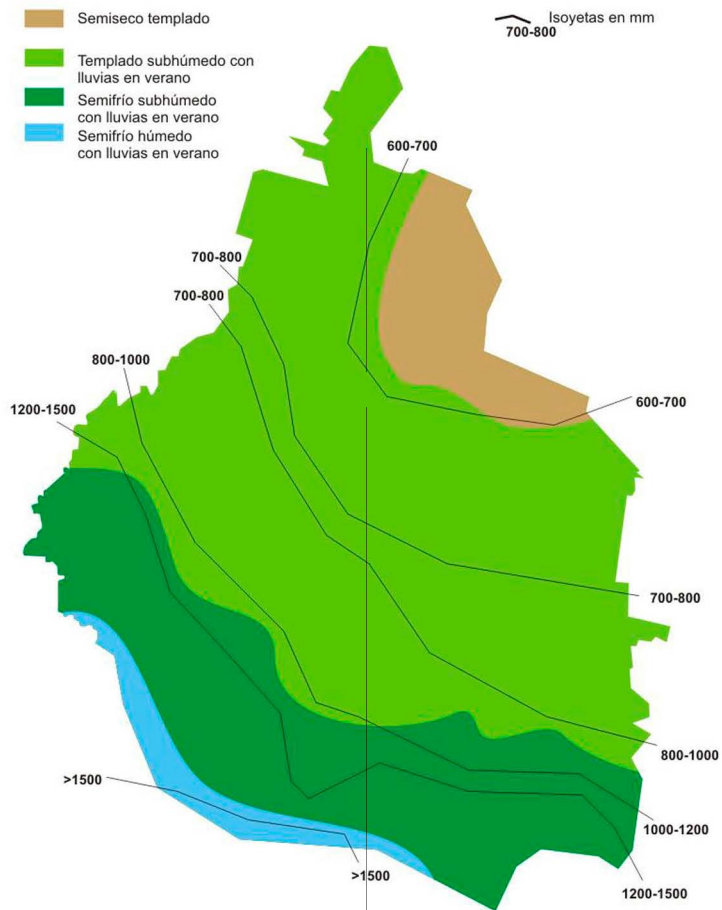 Semiseco templado
Isoyetas en mm
700-800
Templado subhúmedo con
lluvias en verano
Semifrío subhúmedo
con lluvias en verano
Semifrío húmedo
con lluvias en verano
600-700
700-800
700-800
800-1000
1200-1500
600-700
700-800
800-1000
>1500
1000-1200
>1500
1200-1500